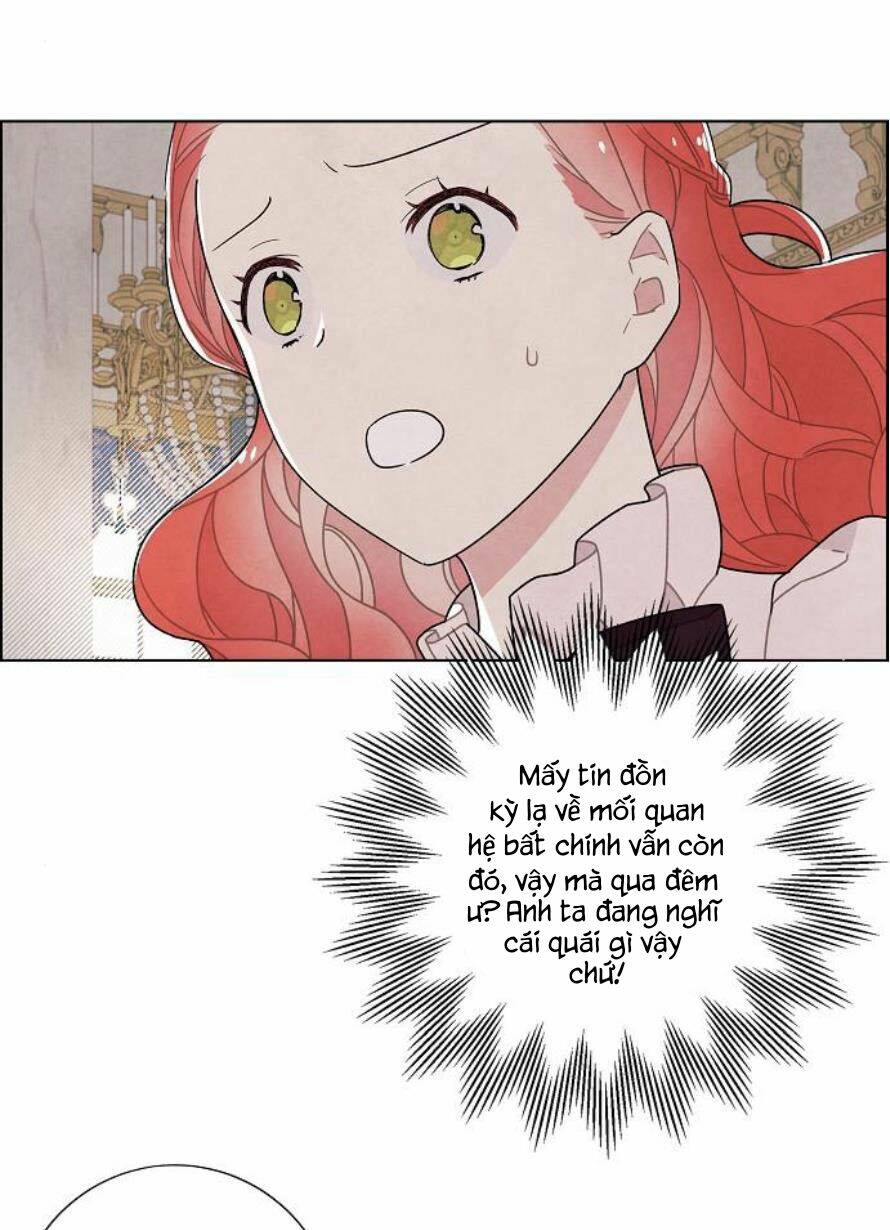 Mấy tin đồn
kỳ lạ về mối quan
hệ bất chính vẫn còn
đó, vậy mà qua đêm
ư? Anh ta đang nghĩ
cái quái gì vậy
chứ!